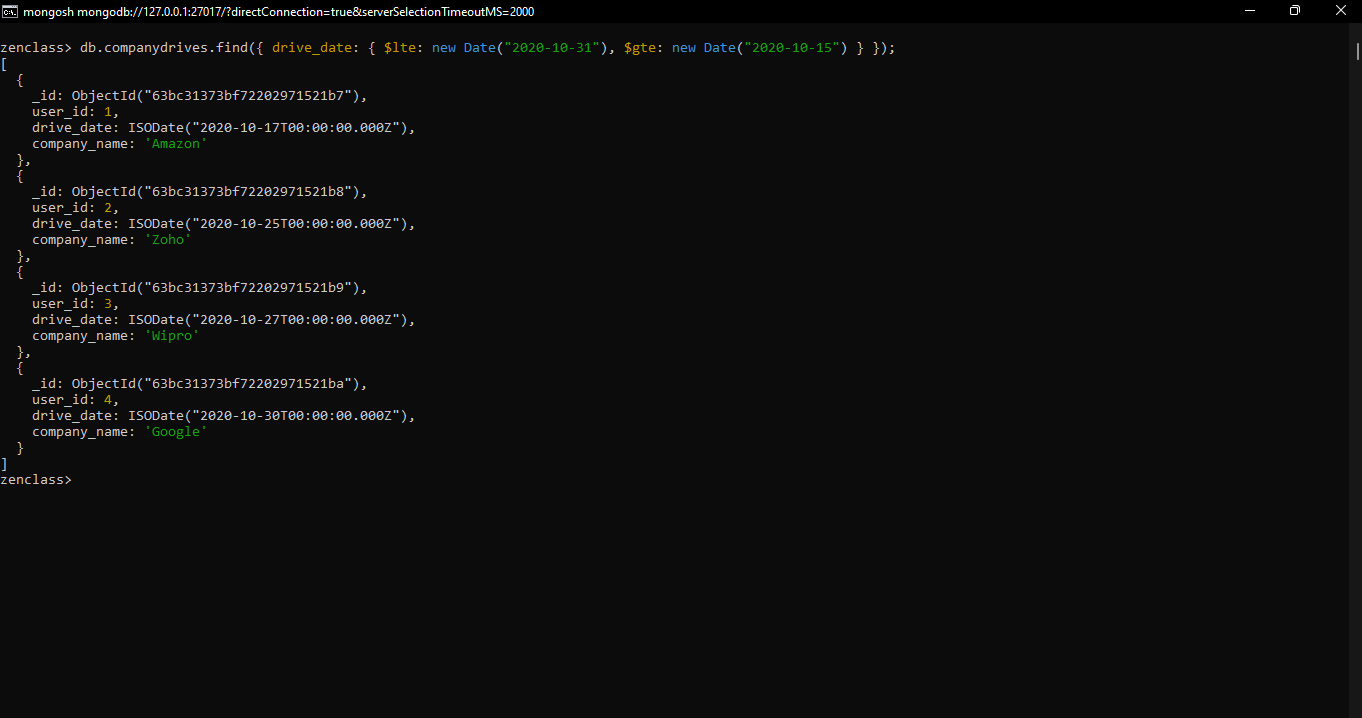 mongosh mongodb://127.0.0.1:27017/?directConnection=true&serverSelectionTimeoutMS=2000
zenclass> db.companydrives.find({ drive_date: { $lte: new Date("2020-10-31"), $gte: new Date("2020-10-15") } });
[
  {
    _id: ObjectId("63bc31373bf72202971521b7"),
    user_id: 1,
    drive_date: ISODate("2020-10-17T00:00:00.000Z"),
    company_name: 'Amazon'
  },
  {
    _id: ObjectId("63bc31373bf72202971521b8"),
    user_id: 2,
    drive_date: ISODate("2020-10-25T00:00:00.000Z"),
    company_name: 'Zoho'
  },
  {
    _id: ObjectId("63bc31373bf72202971521b9"),
    user_id: 3,
    drive_date: ISODate("2020-10-27T00:00:00.000Z"),
    company_name: 'Wipro'
  },
  {
    _id: ObjectId("63bc31373bf72202971521ba"),
    user_id: 4,
    drive_date: ISODate("2020-10-30T00:00:00.000Z"),
    company_name: 'Google'
  }
]
zenclass>